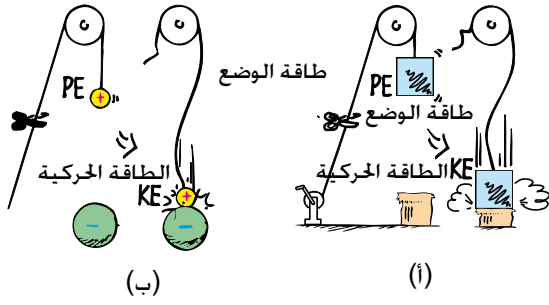 طاقة الوضع
PE
PE
طاقة الوضع
الطاقة الحركية KE
الطاقة الحركية
KE
+
+
-
-
(أ)
(ب)